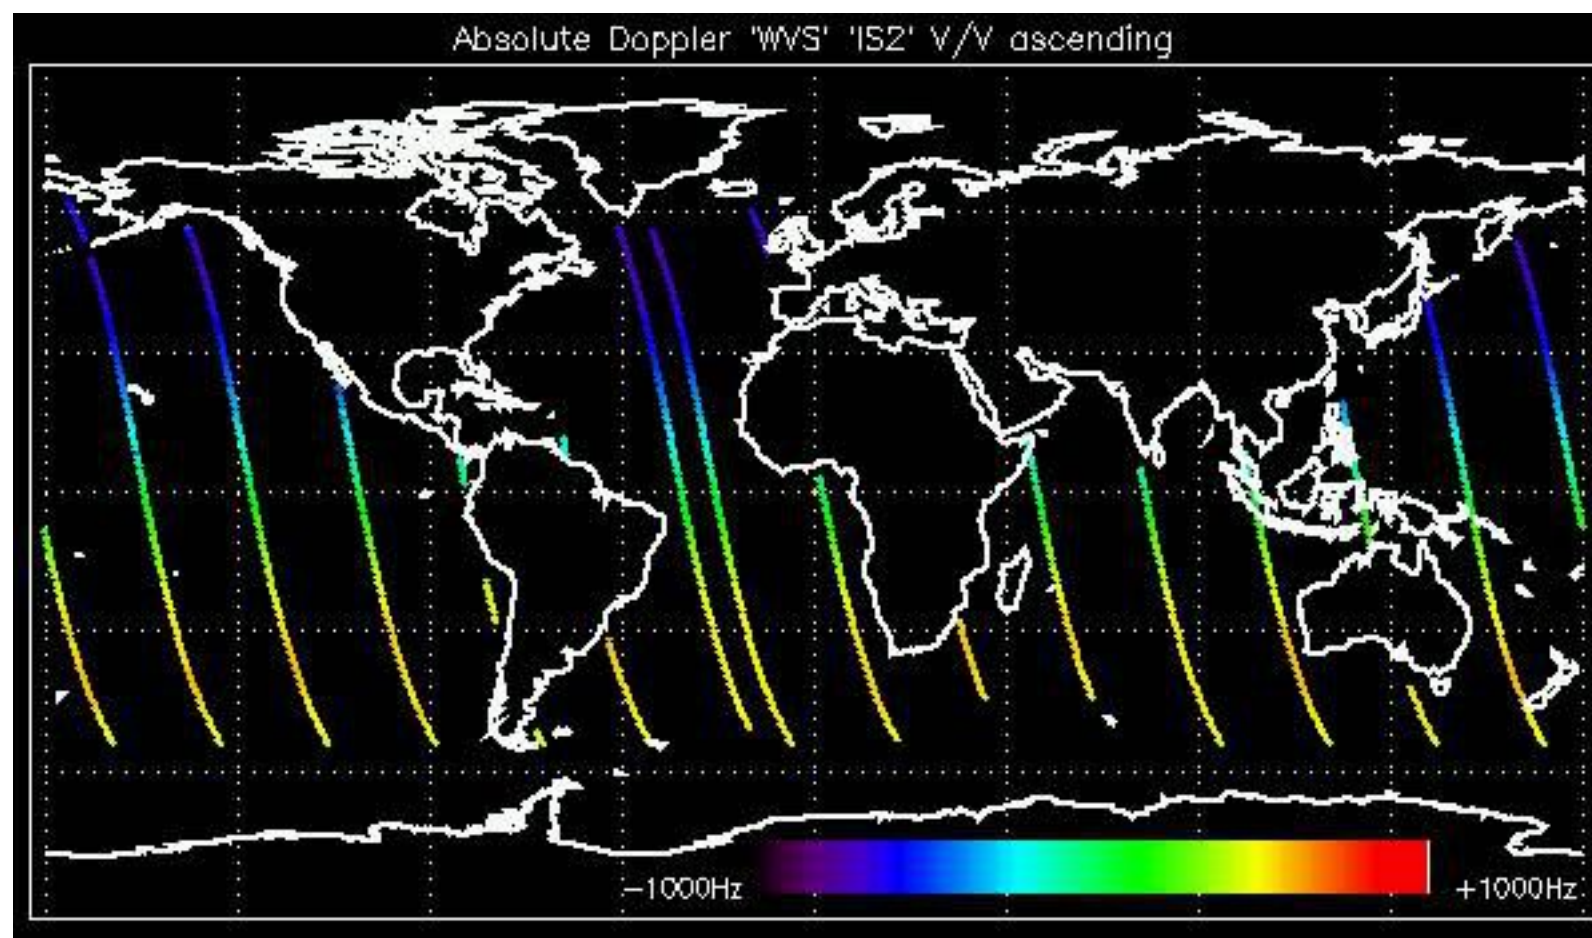 Absolute Doppler 'WVS' 'IS2' V/V ascending
-1000Hz
+1000Hz